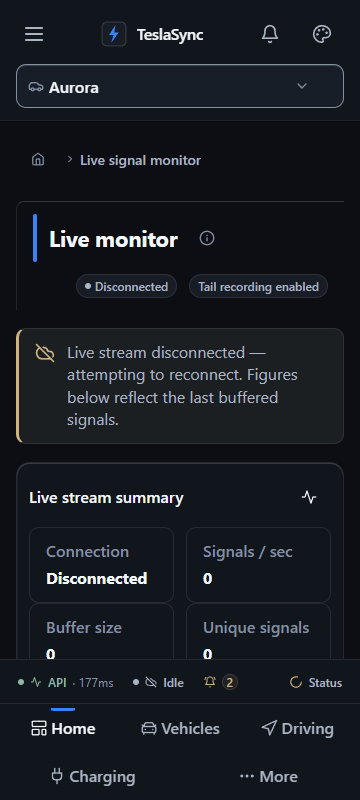 TeslaSync
Aurora
Live signal monitor
Live monitor
Disconnected
Tail recording enabled
Live stream disconnected —
attempting to reconnect. Figures
below reflect the last buffered
signals.
Live stream summary
Connection
Disconnected
Signals / sec
0
Buffer size
0
Unique signals
0
API · 177ms
Idle
2
Status
Home
Vehicles
Driving
Charging
More